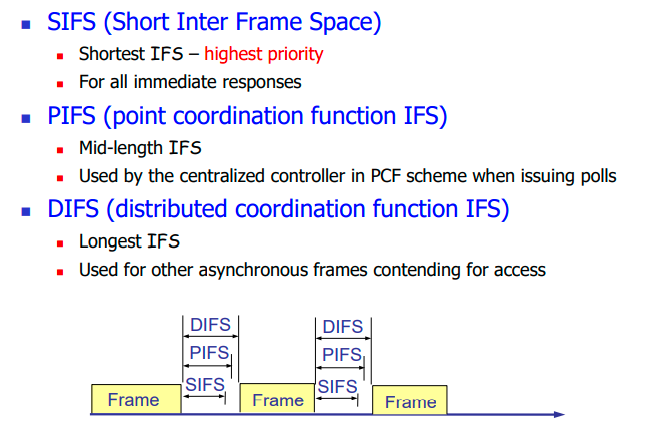 SIFS (Short Inter Frame Space)
Shortest IFS – highest priority
For all immediate responses
PIFS (point coordination function IFS)
Mid-length IFS
Used by the centralized controller in PCF scheme when issuing polls
DIFS (distributed coordination function IFS)
Longest IFS
Used for other asynchronous frames contending for access
DIFS DIFS
PIFS PIFS
SIFS SIFS
Frame Frame Frame